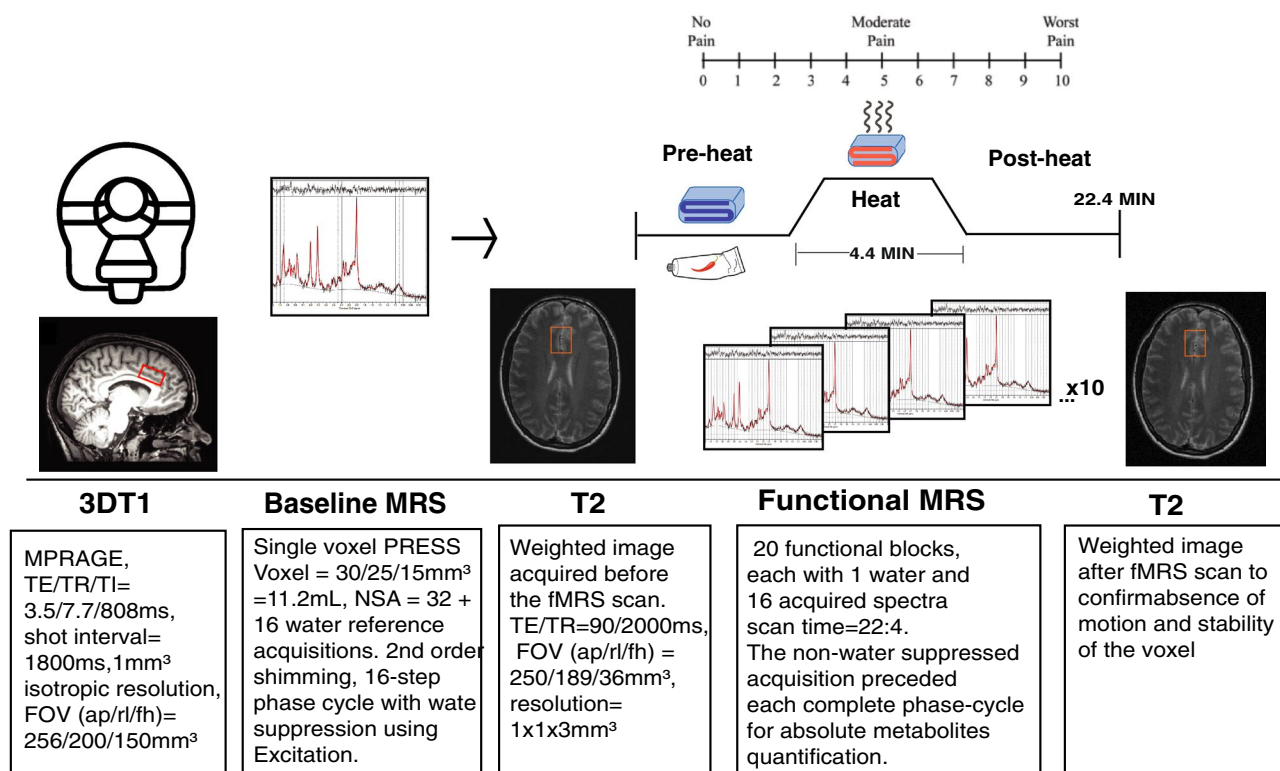 No
Pain
Moderate
Pain
Worst
Pain
0 1 2 3 4 5 6 7 8 9 10
Pre-heat
Heat
Post-heat
22.4 MIN
4.4 MIN
... x10
3DT1
MPRAGE,
TE/TR/TI=
3.5/7.7/808ms,
shot interval=
1800ms,1mm³
isotropic resolution,
FOV (ap/rl/fh)=
256/200/150mm³
Baseline MRS
Single voxel PRESS
Voxel = 30/25/15mm³
=11.2mL, NSA = 32 +
16 water reference
acquisitions. 2nd order
shimming, 16-step
phase cycle with wate
suppression using
Excitation.
T2
Weighted image
acquired before
the fMRS scan.
TE/TR=90/2000ms,
FOV (ap/rl/fh) =
250/189/36mm³,
resolution=
1x1x3mm³
Functional MRS
20 functional blocks,
each with 1 water and
16 acquired spectra
scan time=22:4.
The non-water suppressed
acquisition preceded
each complete phase-cycle
for absolute metabolites
quantification.
T2
Weighted image
after fMRS scan to
confirmabsence of
motion and stability
of the voxel